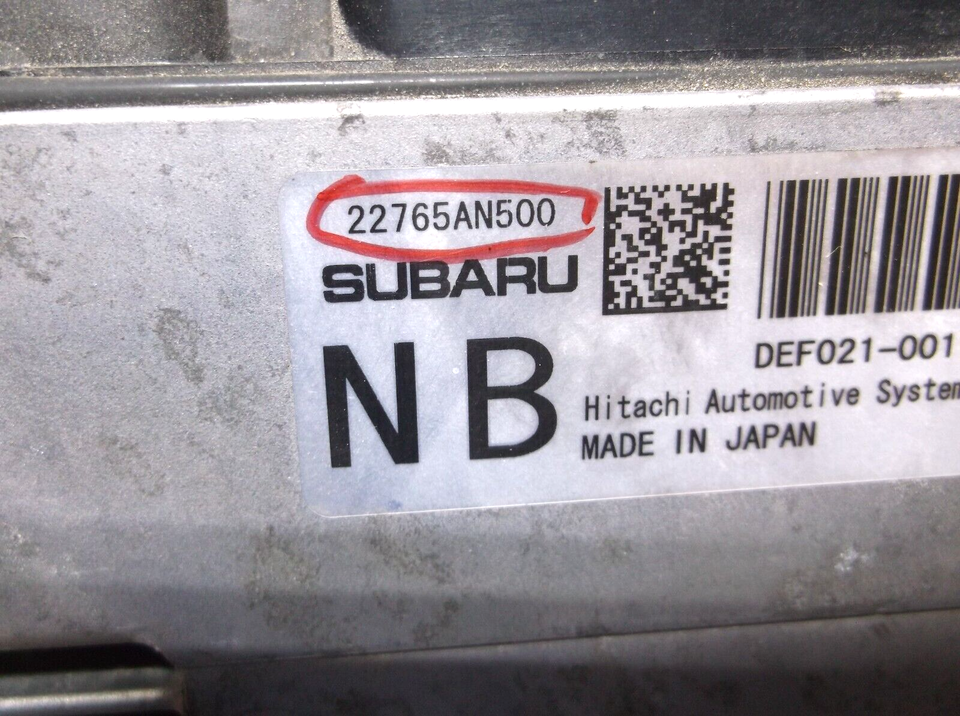 22765AN500
SUBARU
NB
DEF021-001
Hitachi Automotive System
MADE IN JAPAN